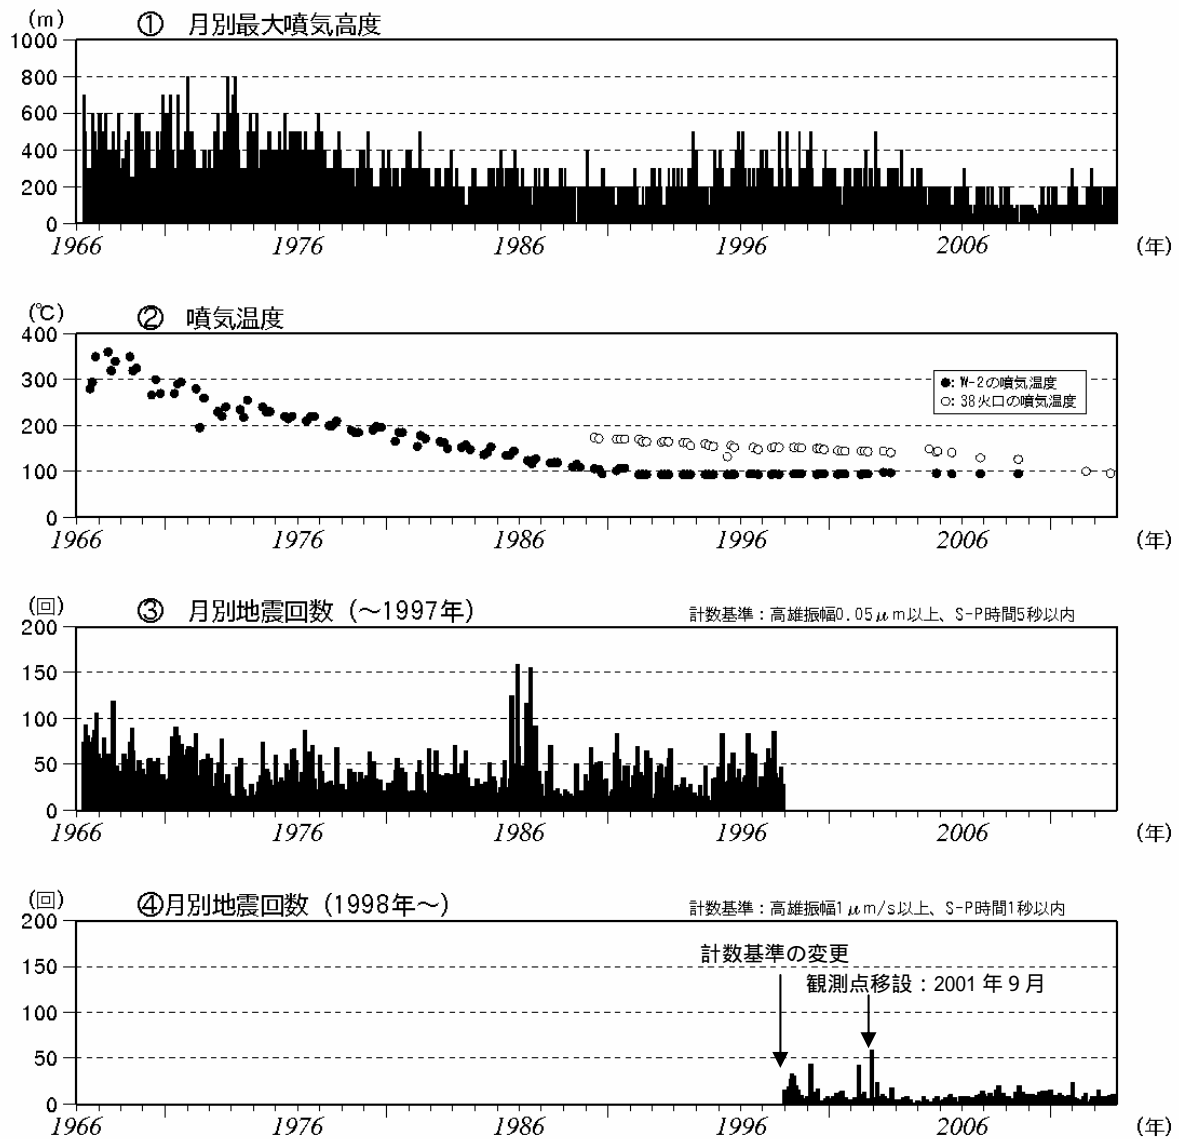 (m)
① 月別最大噴気高度
1000
800
600
400
200
0
1966 1976 1986 1996 2006 (年)
(℃)
② 噴気温度
400
300
200
100
0
●: W-2の噴気温度
○: 38火口の噴気温度
1966 1976 1986 1996 2006 (年)
(回)
③ 月別地震回数(~1997年) 計数基準:高雄振幅0.05μm以上、S-P時間5秒以内
200
150
100
50
0
1966 1976 1986 1996 2006 (年)
(回)
④月別地震回数(1998年~) 計数基準:高雄振幅1μm/s以上、S-P時間1秒以内
200
計数基準の変更
150
観測点移設:2001年9月
100
50
0
1966 1976 1986 1996 2006 (年)